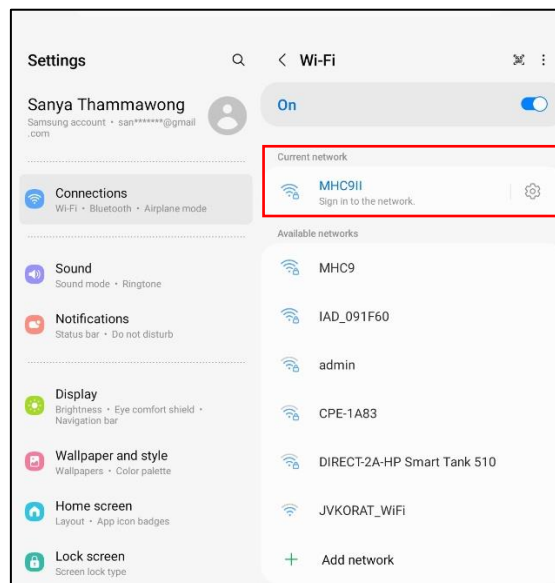 Settings
Sanya Thammawong
Samsung account • san*******@gmail
.com
Connections
Wi-Fi • Bluetooth • Airplane mode
Sound
Sound mode • Ringtone
Notifications
Status bar • Do not disturb
Display
Brightness • Eye comfort shield •
Navigation bar
Wallpaper and style
Wallpapers • Color palette
Home screen
Layout • App icon badges
Lock screen
Screen lock type
Wi-Fi
On
Current network
MHC9II
Sign in to the network.
Available networks
MHC9
IAD_091F60
admin
CPE-1A83
DIRECT-2A-HP Smart Tank 510
JVKORAT_WiFi
Add network